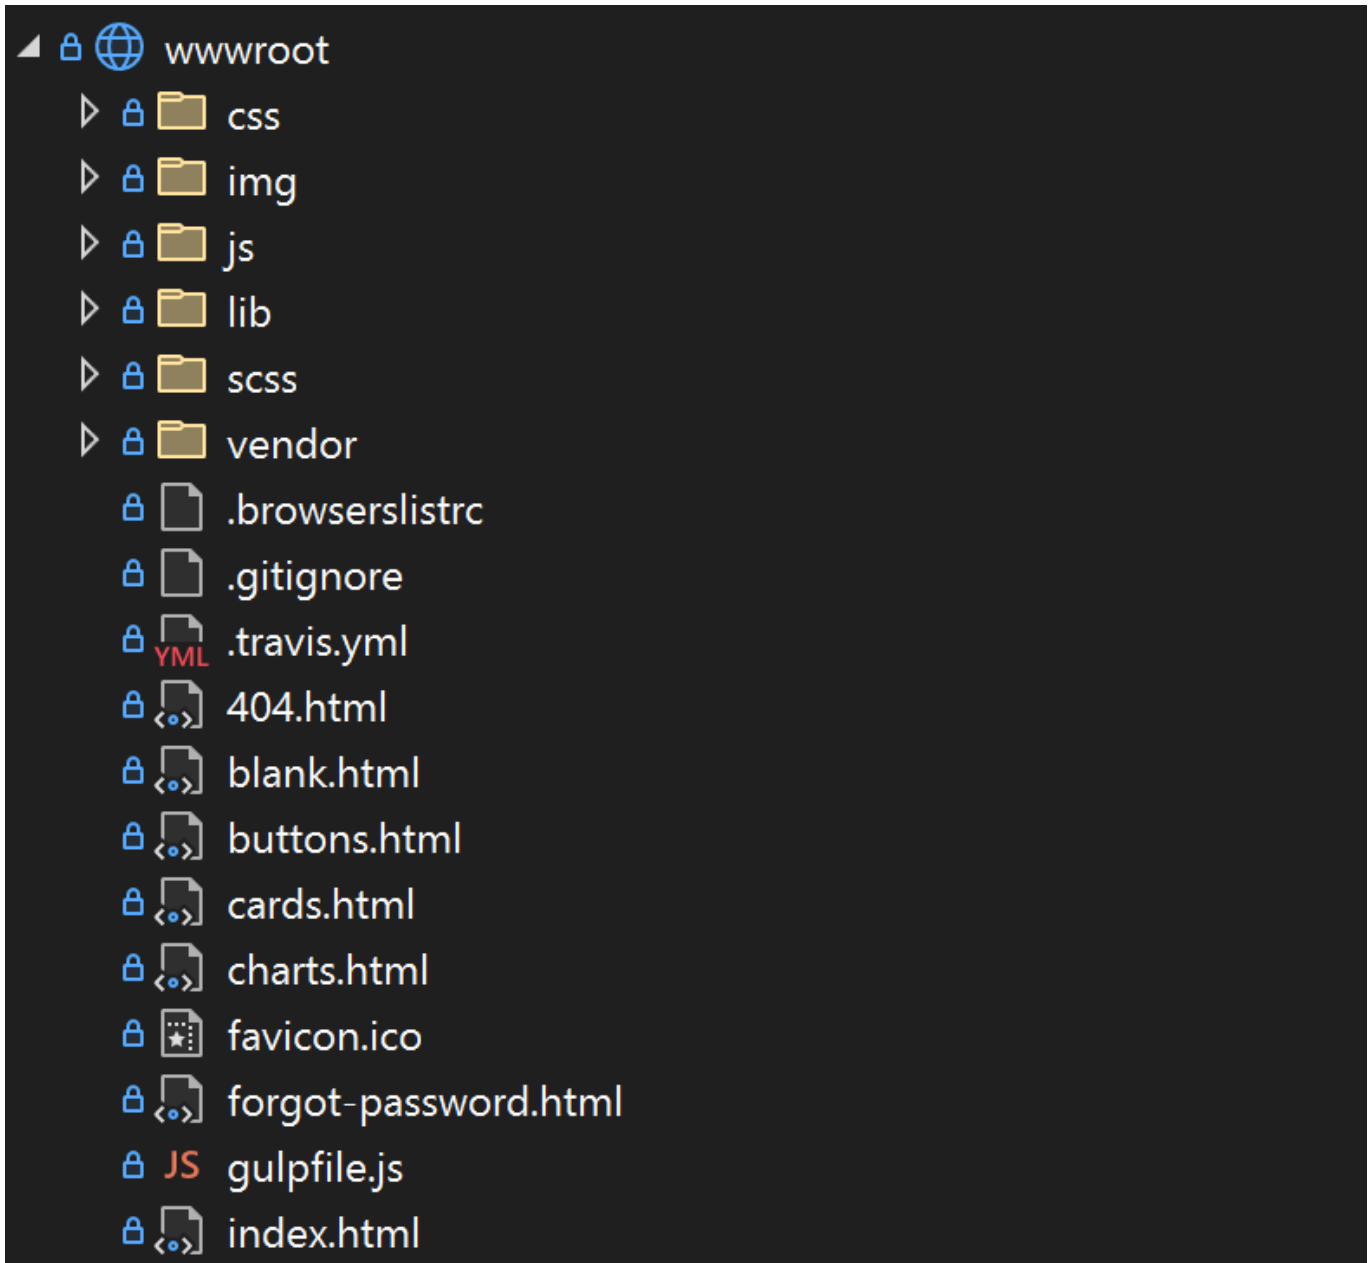 wwwroot
css
img
js
lib
scss
vendor
.browserslistrc
.gitignore
YML .travis.yml
404.html
blank.html
buttons.html
cards.html
charts.html
favicon.ico
forgot-password.html
JS gulpfile.js
index.html